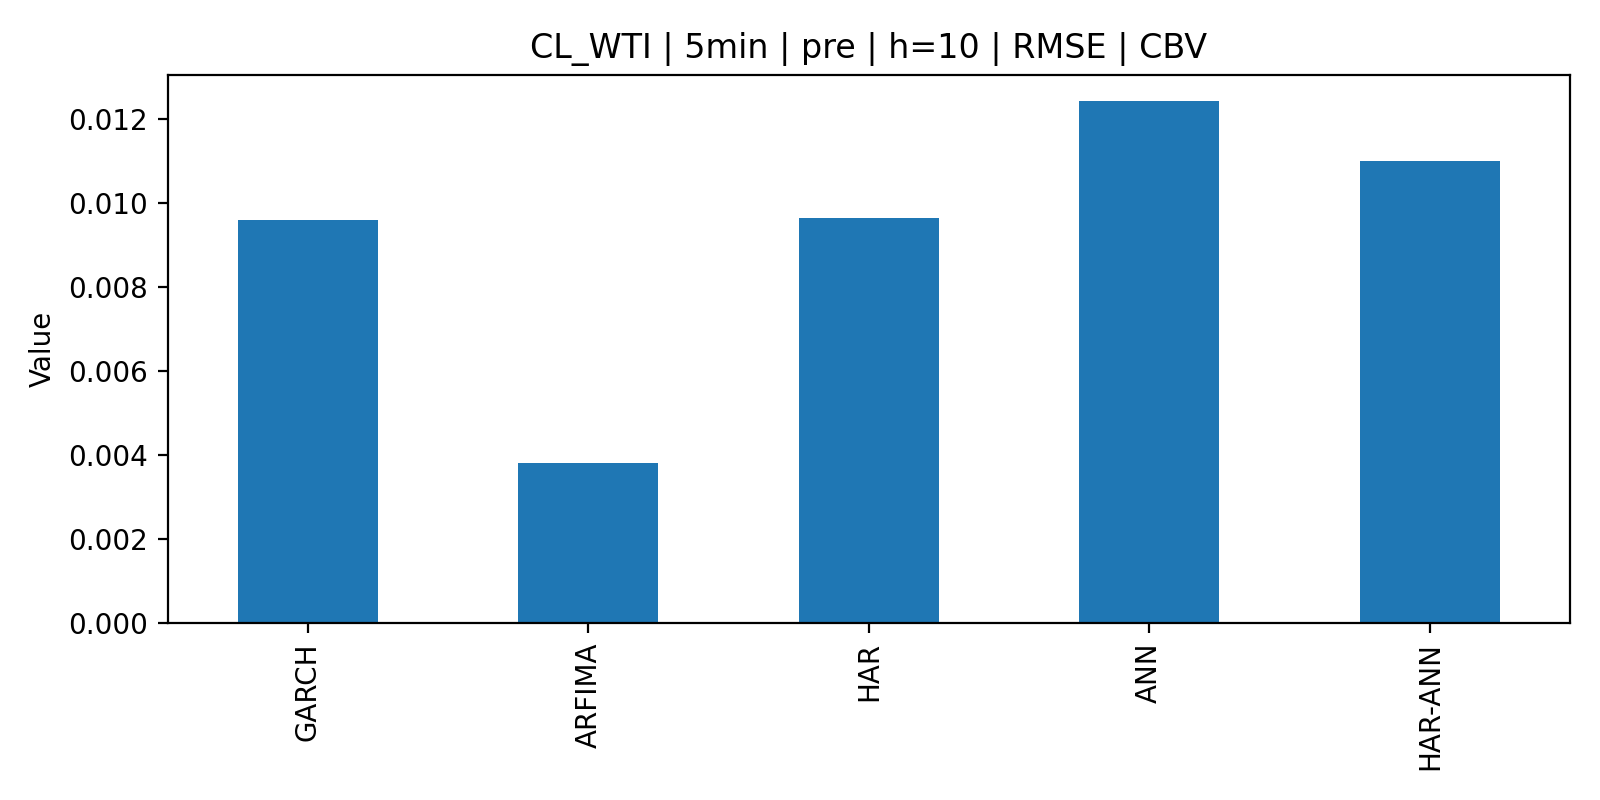 CL_WTI | 5min | pre | h=10 | RMSE | CBV
Value
0.012
0.010
0.008
0.006
0.004
0.002
0.000
GARCH
ARFIMA
HAR
ANN
HAR-ANN